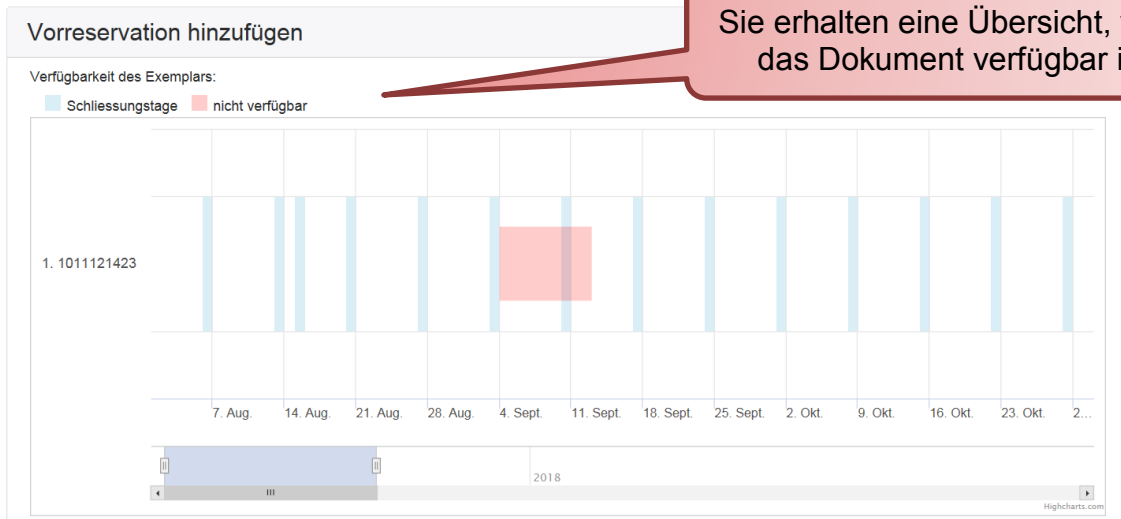 Sie erhalten eine Übersicht,
das Dokument verfügbar
Vorreservation hinzufügen
Verfügbarkeit des Exemplars:
Schliessungstage nicht verfügbar
1. 1011121423
7. Aug. 14. Aug. 21. Aug. 28. Aug. 4. Sept. 11. Sept. 18. Sept. 25. Sept. 2. Okt. 9. Okt. 16. Okt. 23. Okt. 2...
2018
Highcharts.com